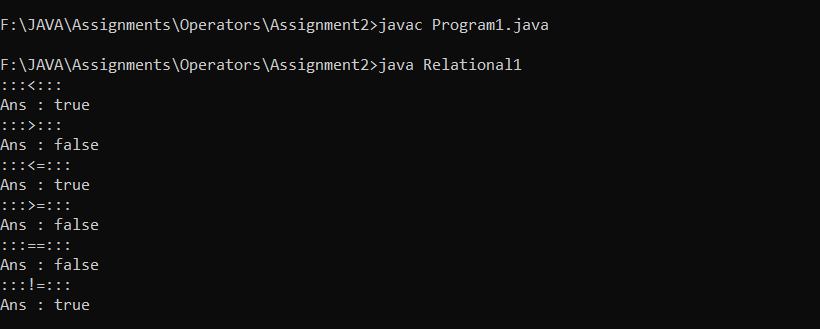 F:\JAVA\Assignments\Operators\Assignment2>javac Program1.java
F:\JAVA\Assignments\Operators\Assignment2>java Relational1
:::<:::
Ans : true
:::>:::
Ans : false
:::<=:::
Ans : true
:::>=:::
Ans : false
:::==:::
Ans : false
:::!=:::
Ans : true